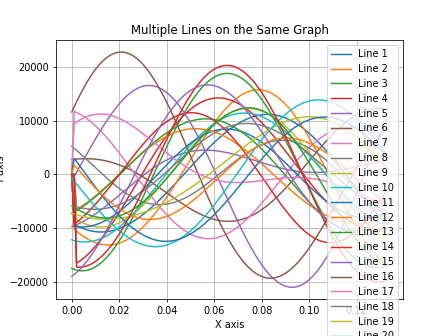 Multiple Lines on the Same Graph
20000
10000
0
−10000
−20000
0.00
0.02
0.04
0.06
0.08
0.10
X axis
axis
Line 1
Line 2
Line 3
Line 4
Line 5
Line 6
Line 7
Line 8
Line 9
Line 10
Line 11
Line 12
Line 13
Line 14
Line 15
Line 16
Line 17
Line 18
Line 19
Line 20